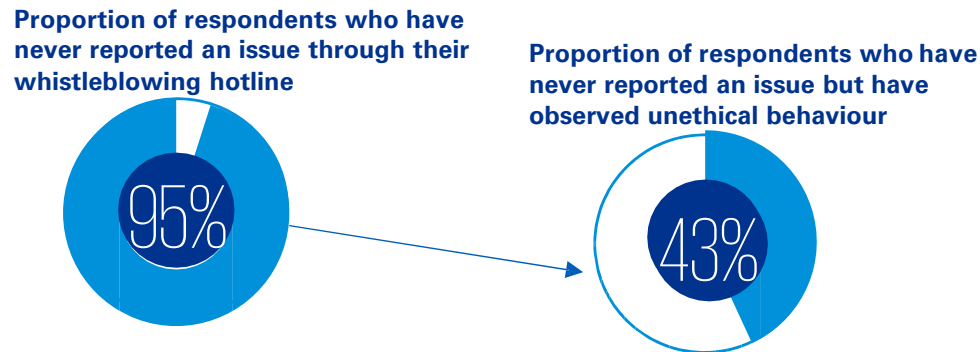 Proportion of respondents who have
never reported an issue through their
whistleblowing hotline
95%
Proportion of respondents who have
never reported an issue but have
observed unethical behaviour
43%